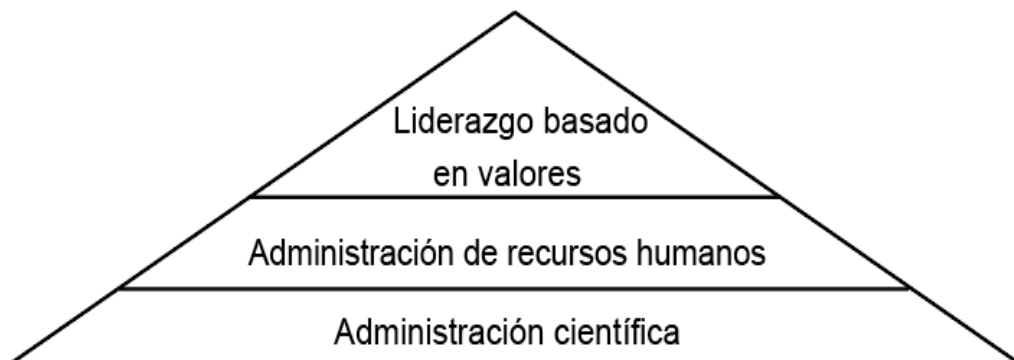 Liderazgo basado
en valores
Administración de recursos humanos
Administración científica